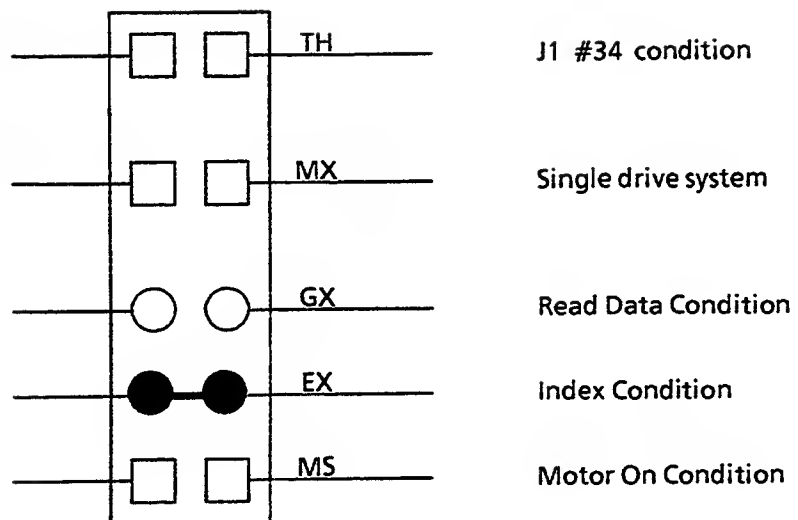 TH J1 #34 condition
MX Single drive system
GX Read Data Condition
EX Index Condition
MS Motor On Condition